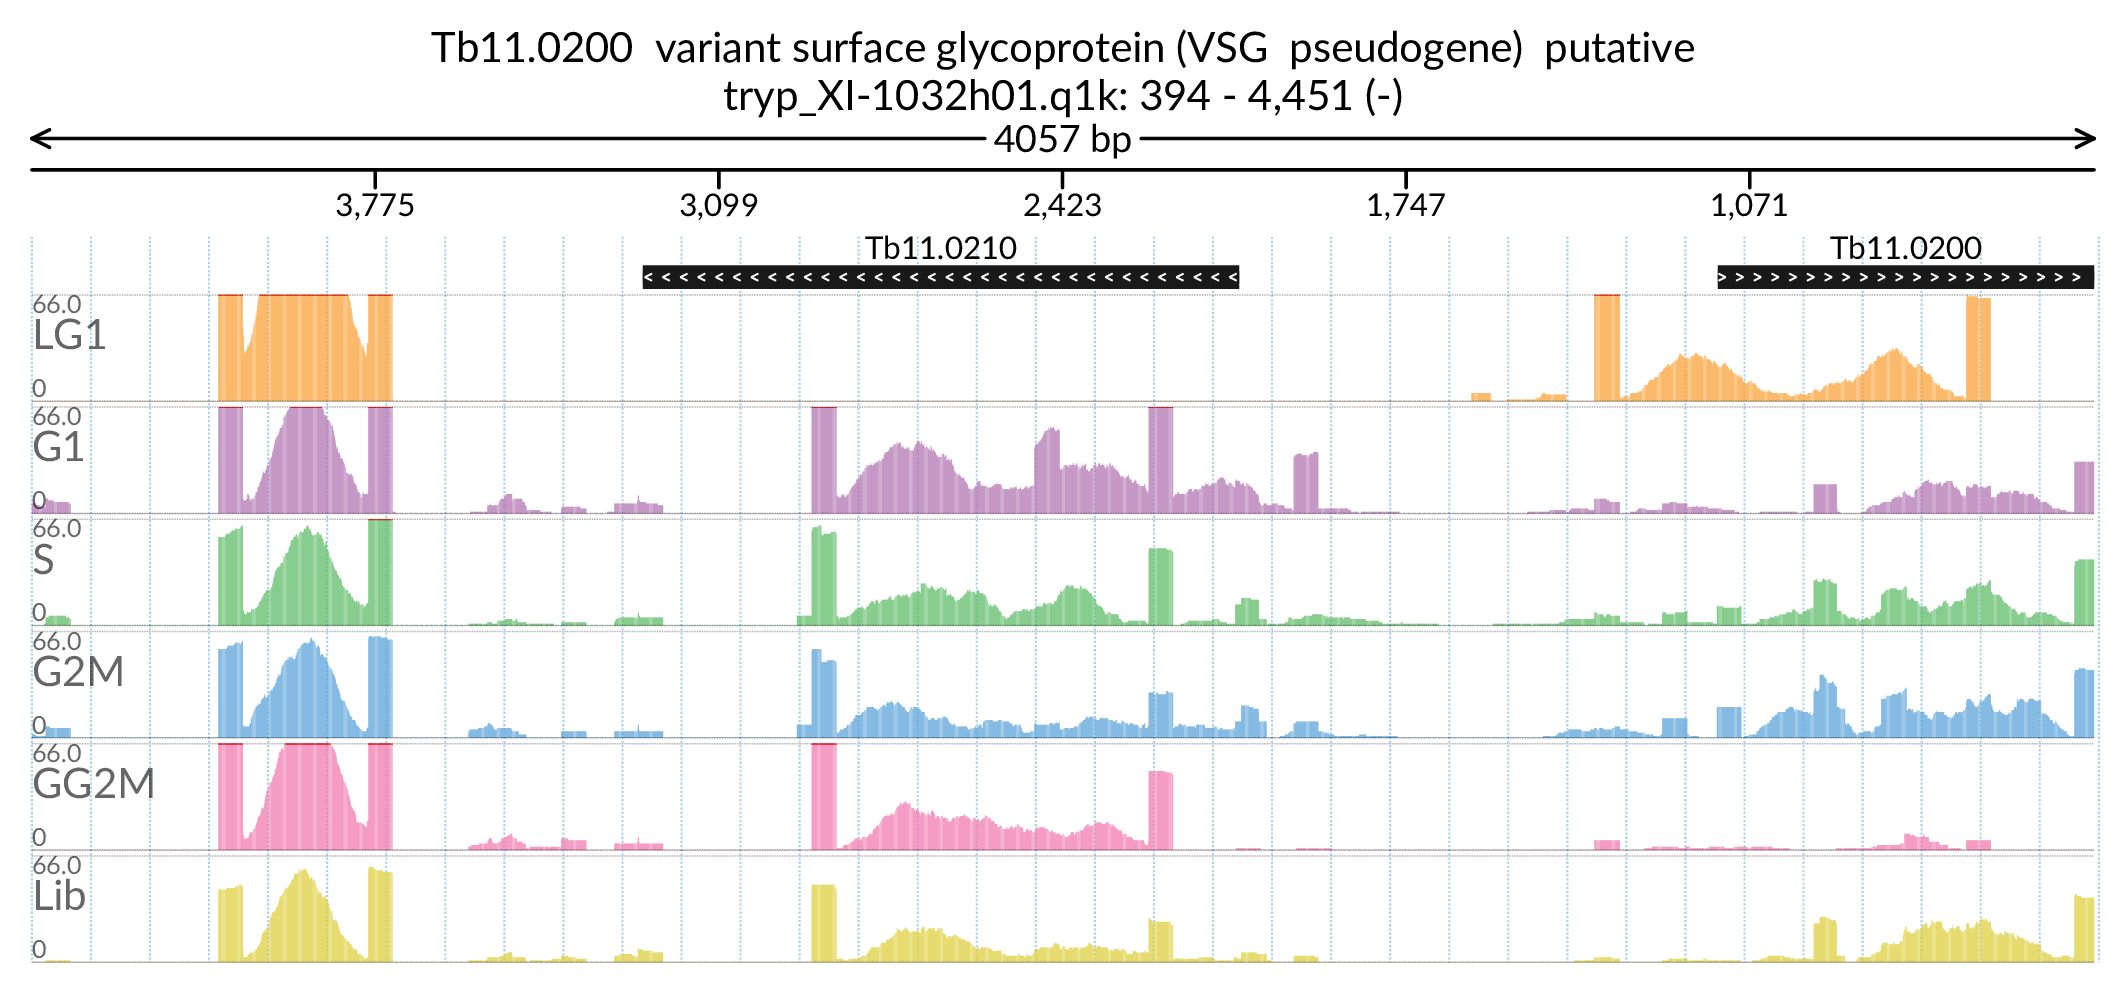 Tb11.0200 variant surface glycoprotein (VSG pseudogene) putative
tryp_XI-1032h01.q1k: 394 - 4,451 (-)
4057 bp
3,775 3,099 2,423 1,747 1,071
Tb11.0210 Tb11.0200
66.0
LG1
0
66.0
G1
0
66.0
S
0
66.0
G2M
0
66.0
GG2M
0
66.0
Lib
0